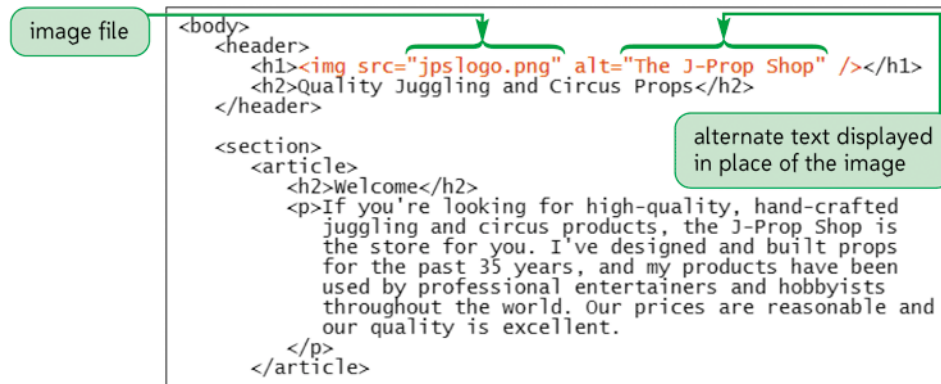 image file
<body>
<header>
<h1><img src="jpslogo.png" alt="The J-Prop Shop" /></h1>
<h2>Quality Juggling and Circus Props</h2>
</header>
alternate text displayed
in place of the image
<section>
<article>
<h2>Welcome</h2>
<p>If you're looking for high-quality, hand-crafted
juggling and circus products, the J-Prop Shop is
the store for you. I've designed and built props
for the past 35 years, and my products have been
used by professional entertainers and hobbyists
throughout the world. Our prices are reasonable and
our quality is excellent.
</p>
</article>